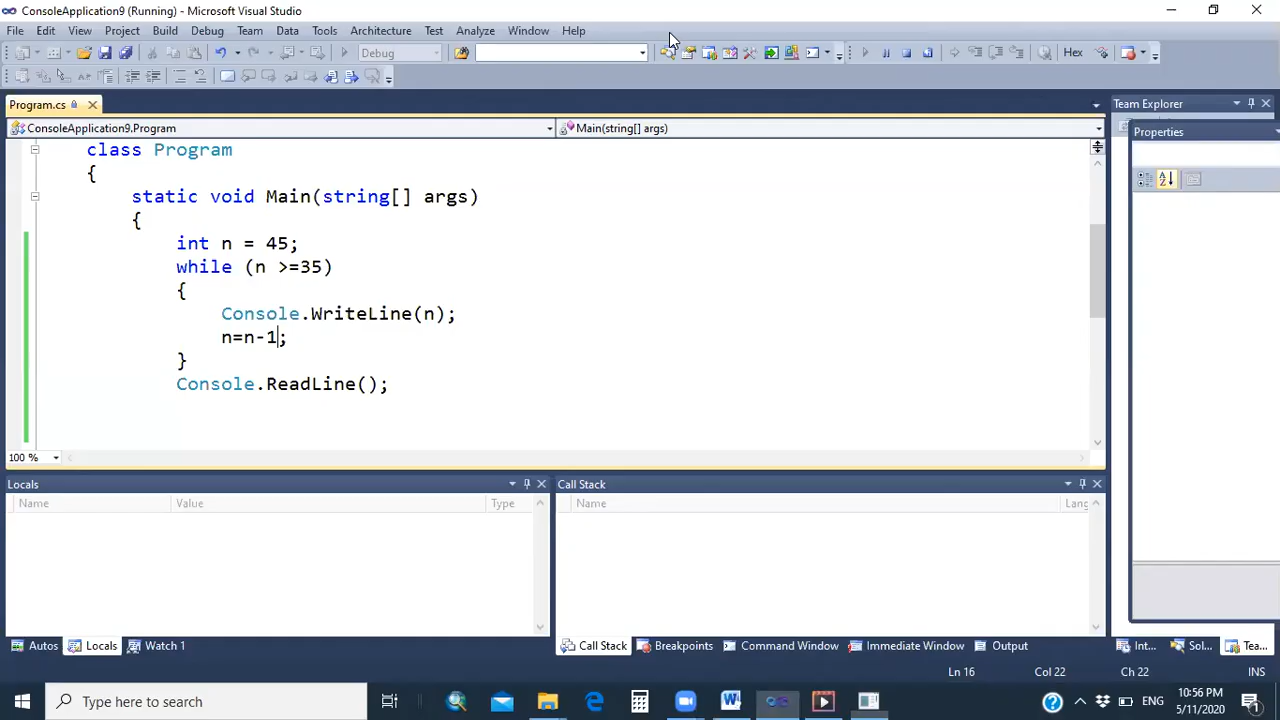 ConsoleApplication9 (Running) - Microsoft Visual Studio
File Edit View Project Build Debug Team Data Tools Architecture Test Analyze Window Help
Debug Hex
Program.cs Team Explorer
ConsoleApplication9.Program Main(string[] args)
Properties
class Program
{
static void Main(string[] args)
{
int n = 45;
while (n >=35)
{
Console.WriteLine(n);
n=n-1;
}
Console.ReadLine();
100 %
Locals Call Stack
Name Value Type Name Lang
Autos Locals Watch 1 Call Stack Breakpoints Command Window Immediate Window Output Int... Sol... Tea...
Ln 16 Col 22 Ch 22 INS
Type here to search ENG 10:56 PM
5/11/2020